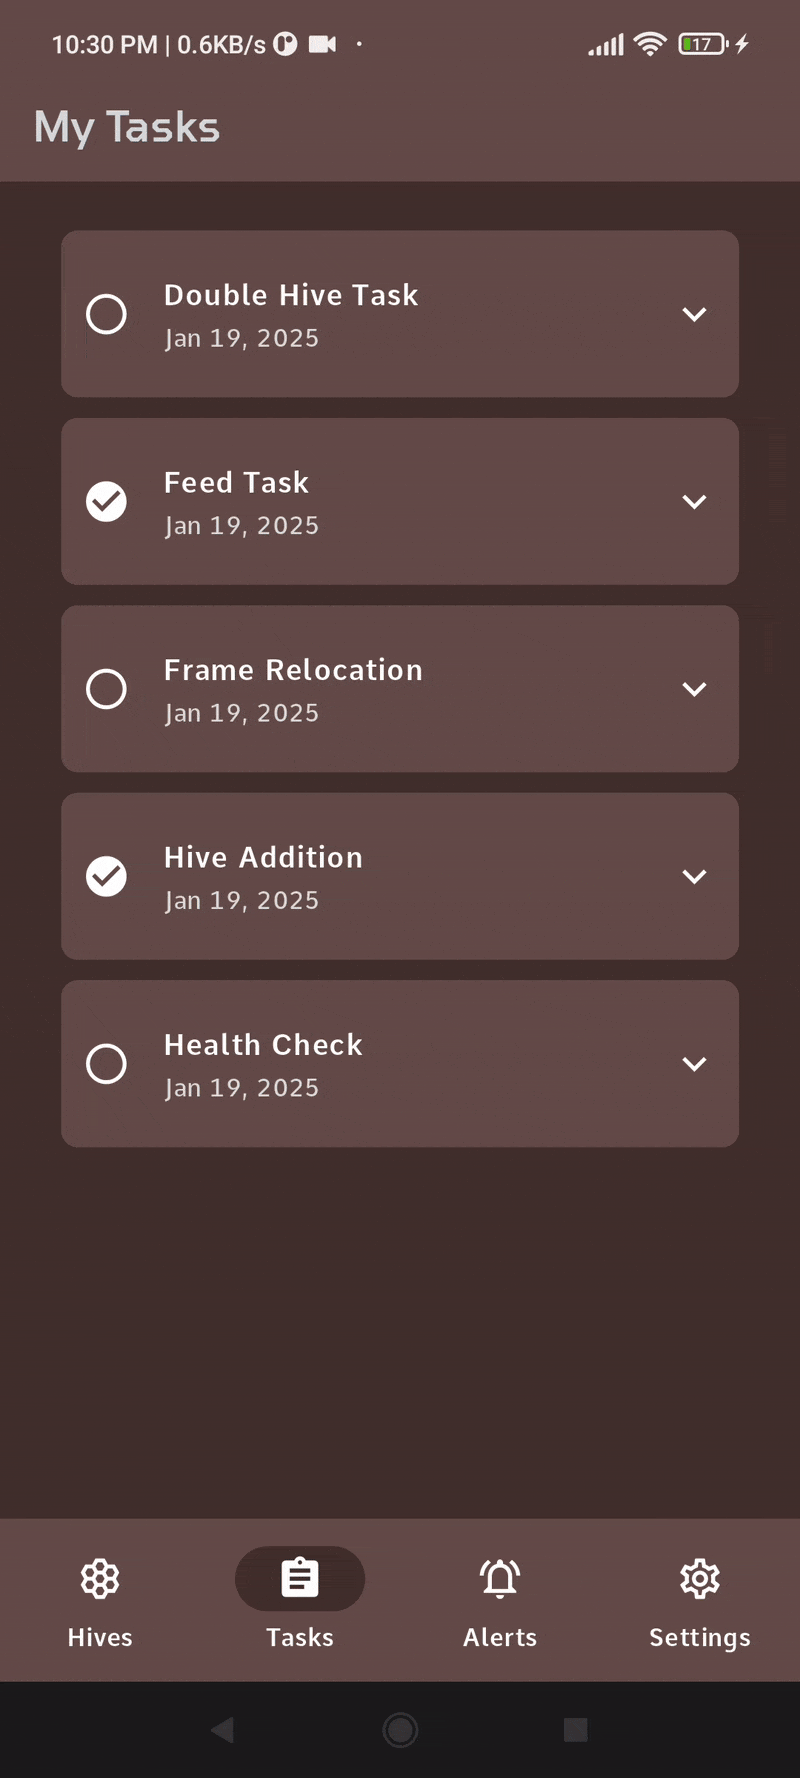 10:30 PM | 0.6KB/s
17
My Tasks
Double Hive Task
Jan 19, 2025
Feed Task
Jan 19, 2025
Frame Relocation
Jan 19, 2025
Hive Addition
Jan 19, 2025
Health Check
Jan 19, 2025
Hives
Tasks
Alerts
Settings